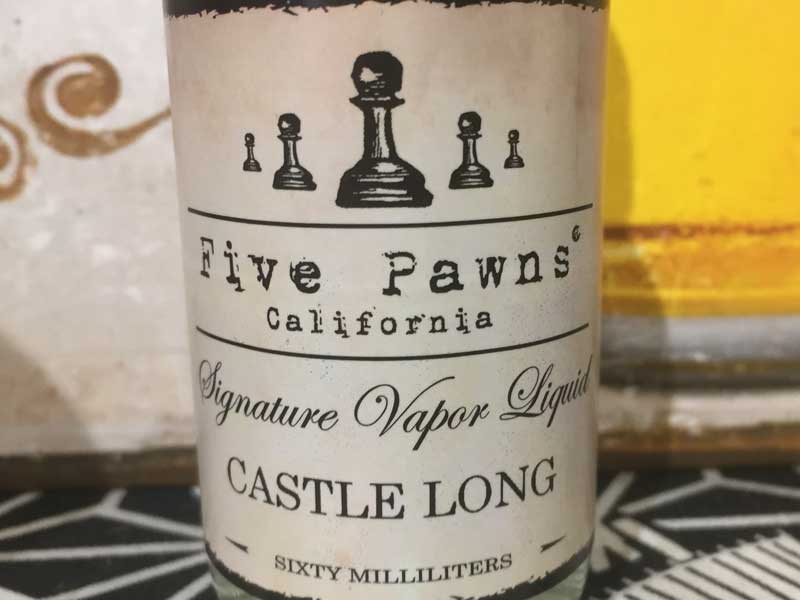 Five Pawns®
California
Signature Vapor Liquid
CASTLE LONG
SIXTY MILLILITERS